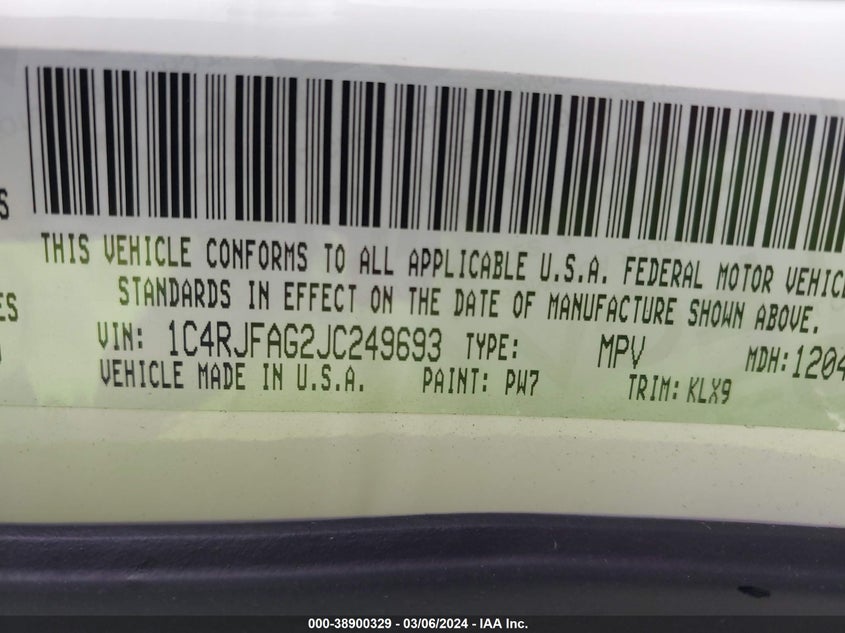 S
THIS VEHICLE CONFORMS TO ALL APPLICABLE U.S.A. FEDERAL MOTOR VEHICL
ES STANDARDS IN EFFECT ON THE DATE OF MANUFACTURE SHOWN ABOVE.
VIN: 1C4RJFAG2JC249693 TYPE: MPV MDH:1204
VEHICLE MADE IN U.S.A. PAINT: PW7 TRIM: KLX9
000-38900329 - 03/06/2024 - IAA Inc.